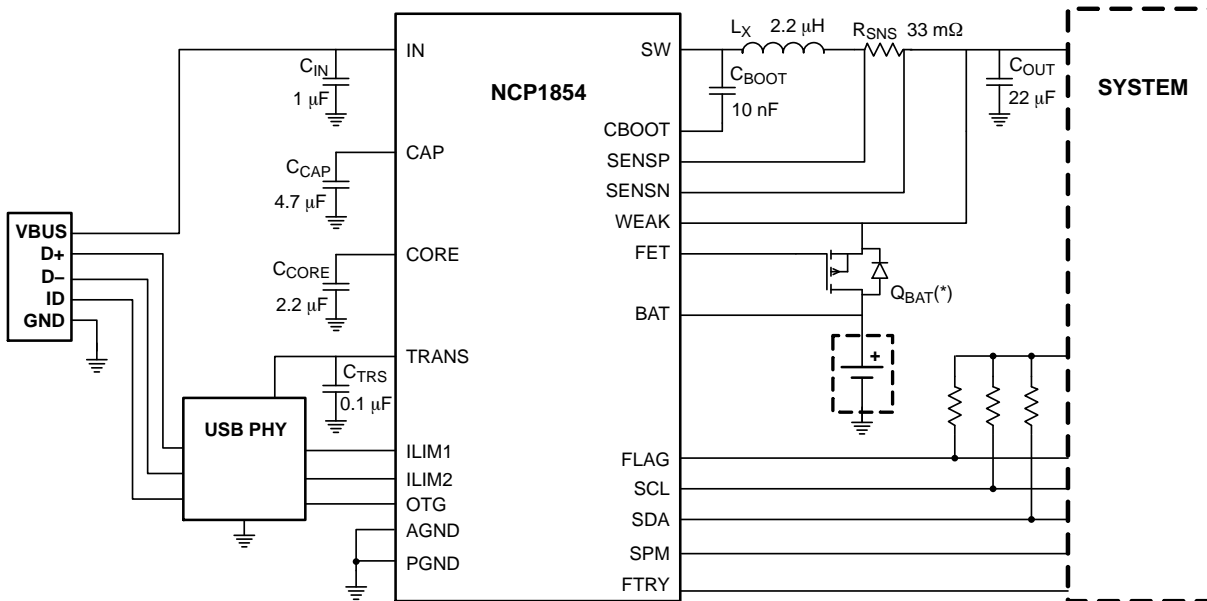 L_X 2.2 μH
R_SNS 33 mΩ
IN
SW
C_IN
1 μF
C_BOOT
10 nF
C_OUT
22 μF
SYSTEM
NCP1854
CBOOT
CAP
SENSP
C_CAP
4.7 μF
SENSN
WEAK
VBUS
D+
D–
ID
GND
CORE
FET
C_CORE
2.2 μF
Q_BAT(*)
BAT
+
TRANS
C_TRS
0.1 μF
USB PHY
ILIM1
FLAG
ILIM2
SCL
OTG
SDA
AGND
SPM
PGND
FTRY